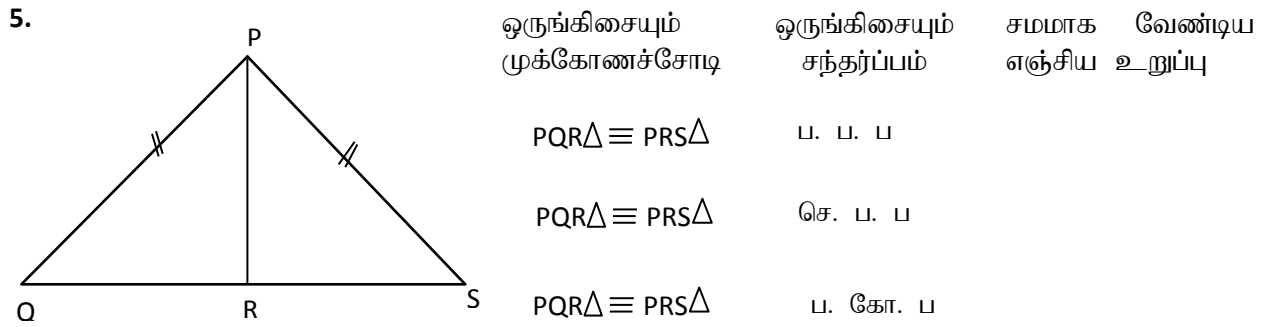 5.
P
Q
R
S
ஒருங்கிசையும் ஒருங்கிசையும் சமமாக வேண்டிய
முக்கோணச்சோடி சந்தர்ப்பம் எஞ்சிய உறுப்பு
PQR△ ≡ PRS△ ப. ப. ப
PQR△ ≡ PRS△ செ. ப. ப
PQR△ ≡ PRS△ ப. கோ. ப